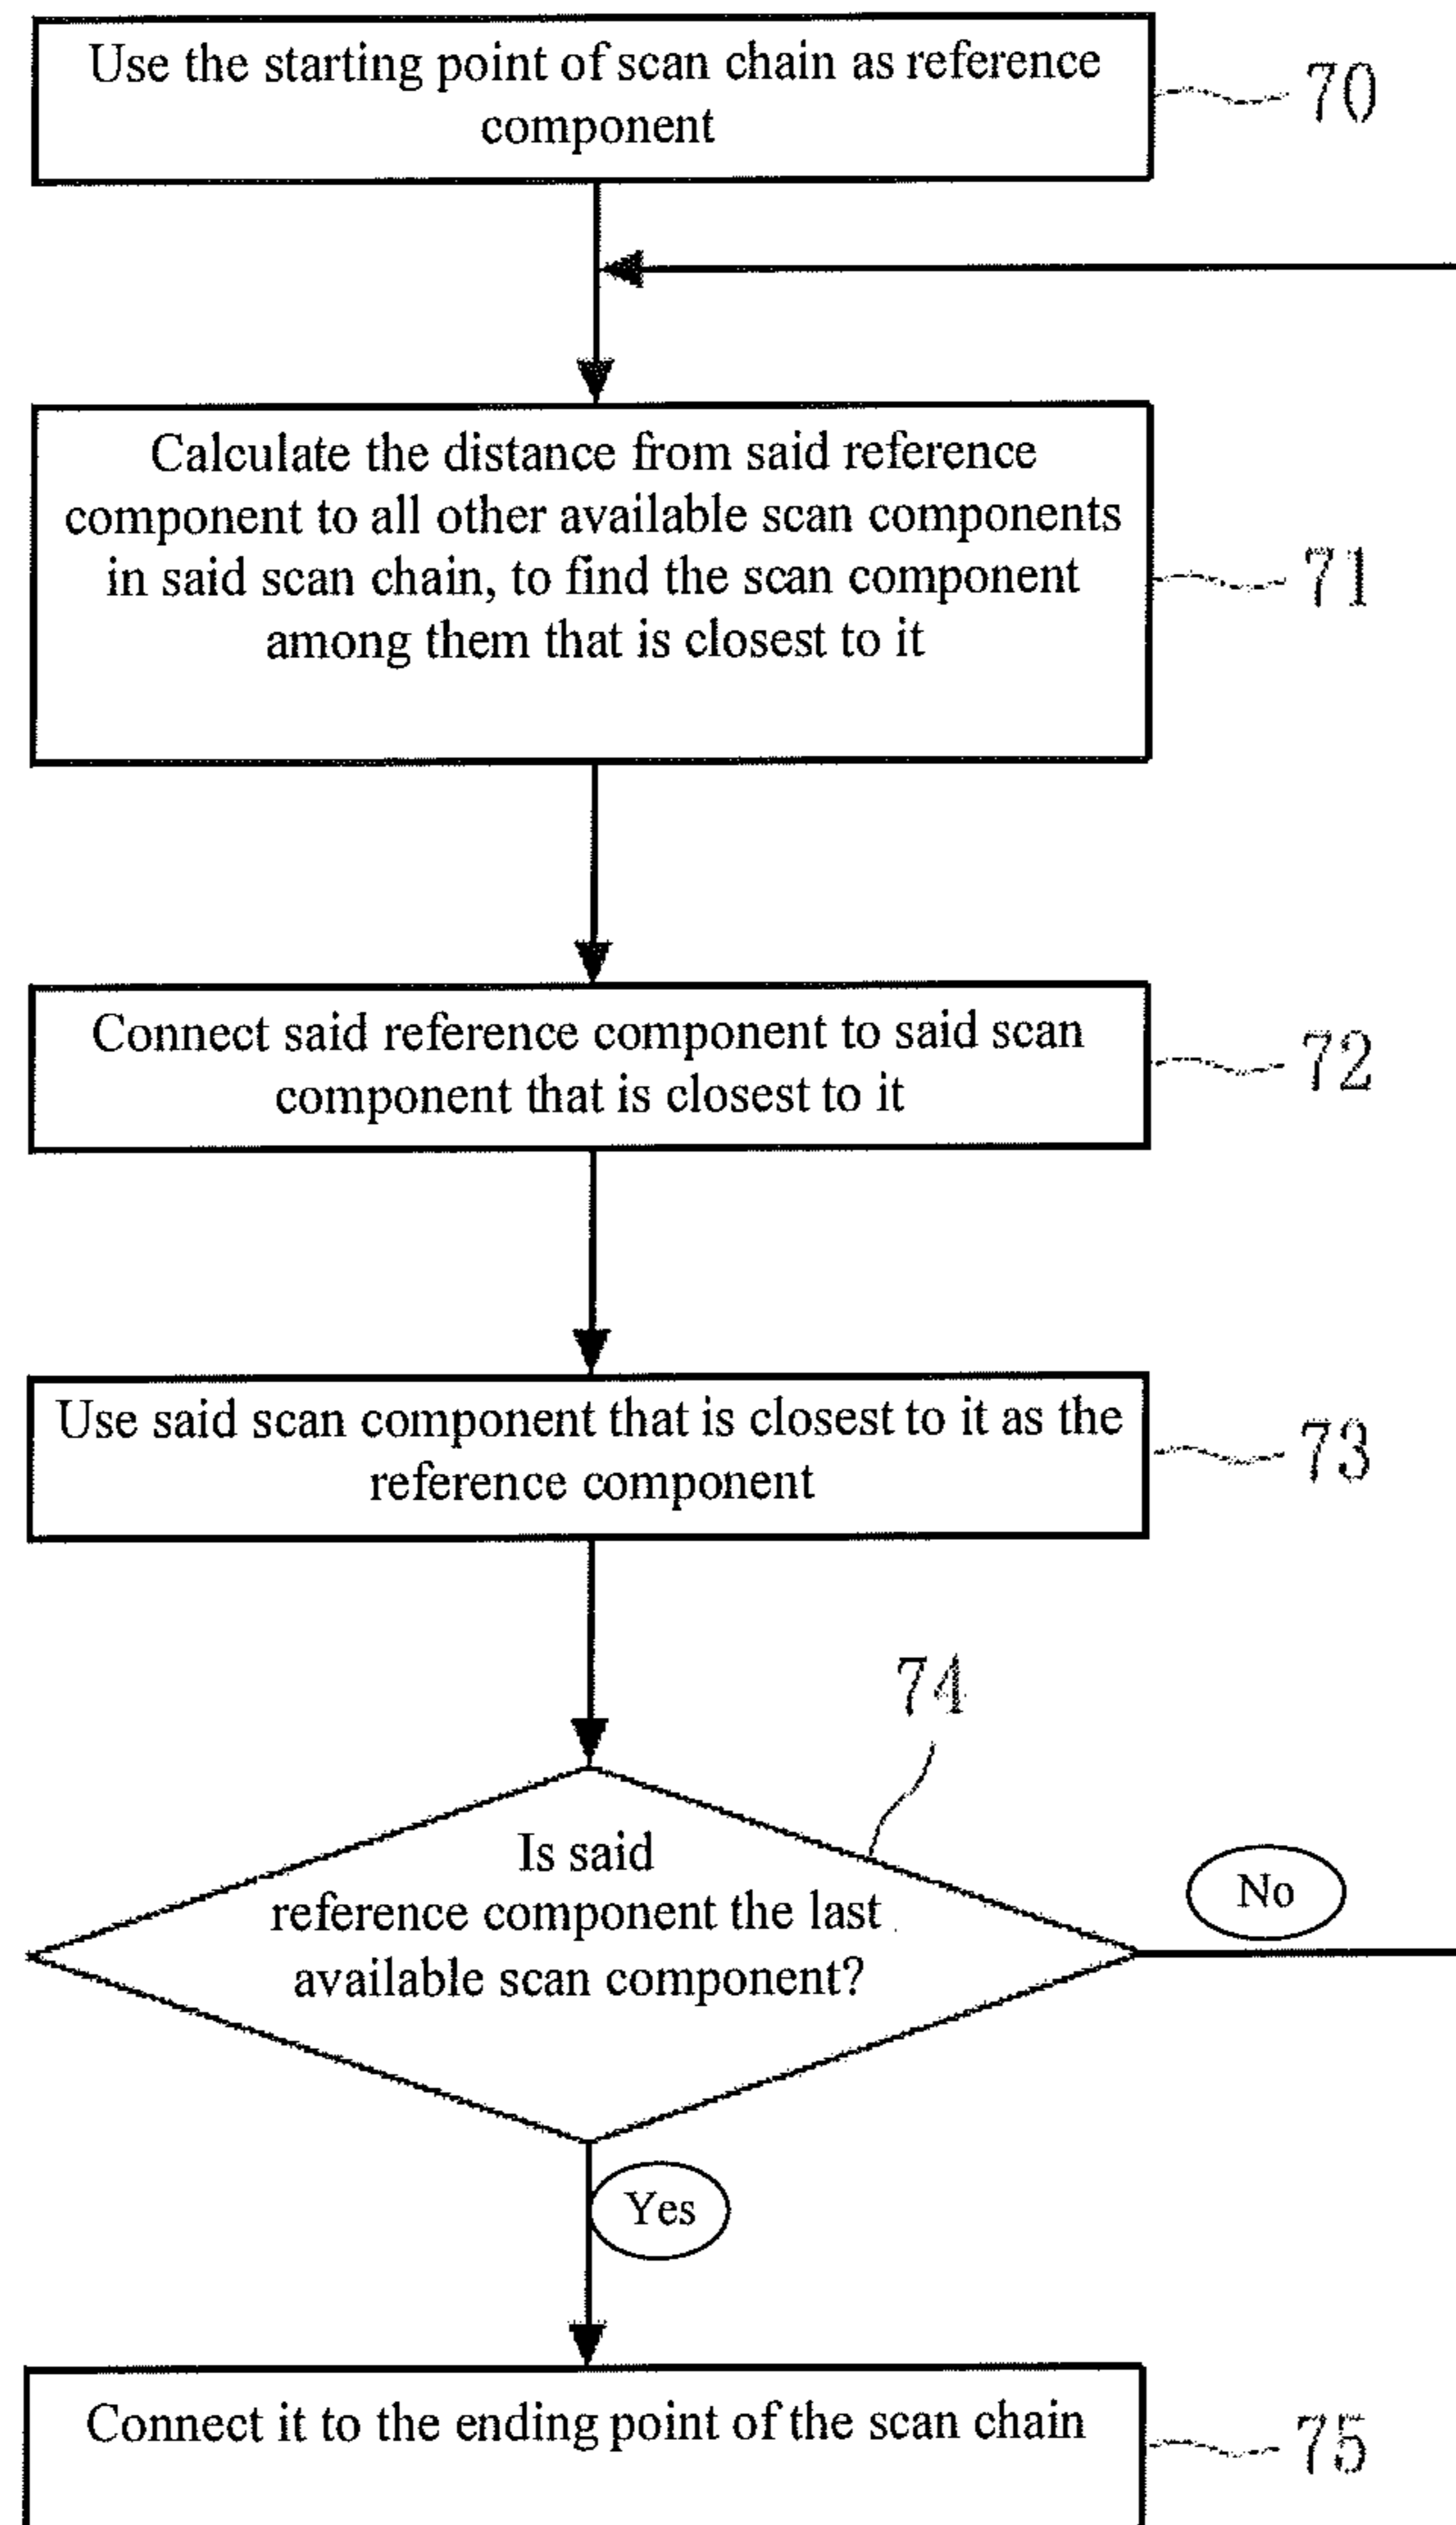 Use the starting point of scan chain as reference
component
70
Calculate the distance from said reference
component to all other available scan components
in said scan chain, to find the scan component
among them that is closest to it
71
Connect said reference component to said scan
component that is closest to it
72
Use said scan component that is closest to it as the
reference component
73
74
Is said
reference component the last
available scan component?
No
Yes
Connect it to the ending point of the scan chain
75